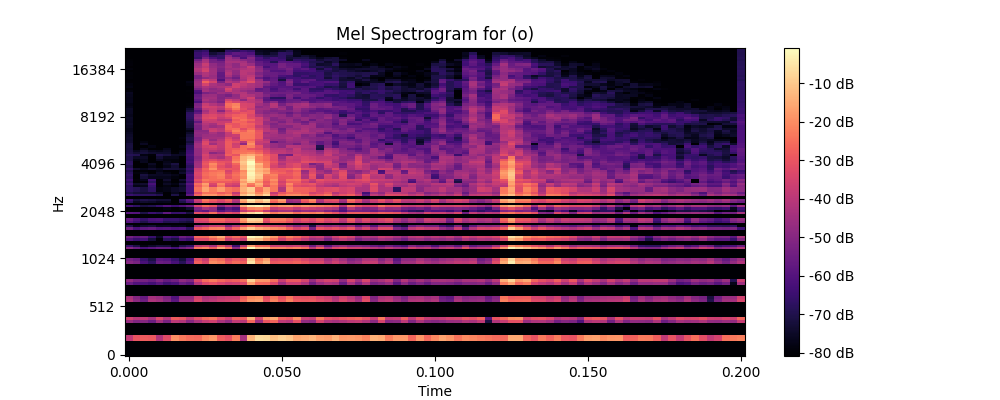 Mel Spectrogram for (o)
Hz
16384
8192
4096
2048
1024
512
0
0.000 0.050 0.100 0.150 0.200
Time
-10 dB
-20 dB
-30 dB
-40 dB
-50 dB
-60 dB
-70 dB
-80 dB